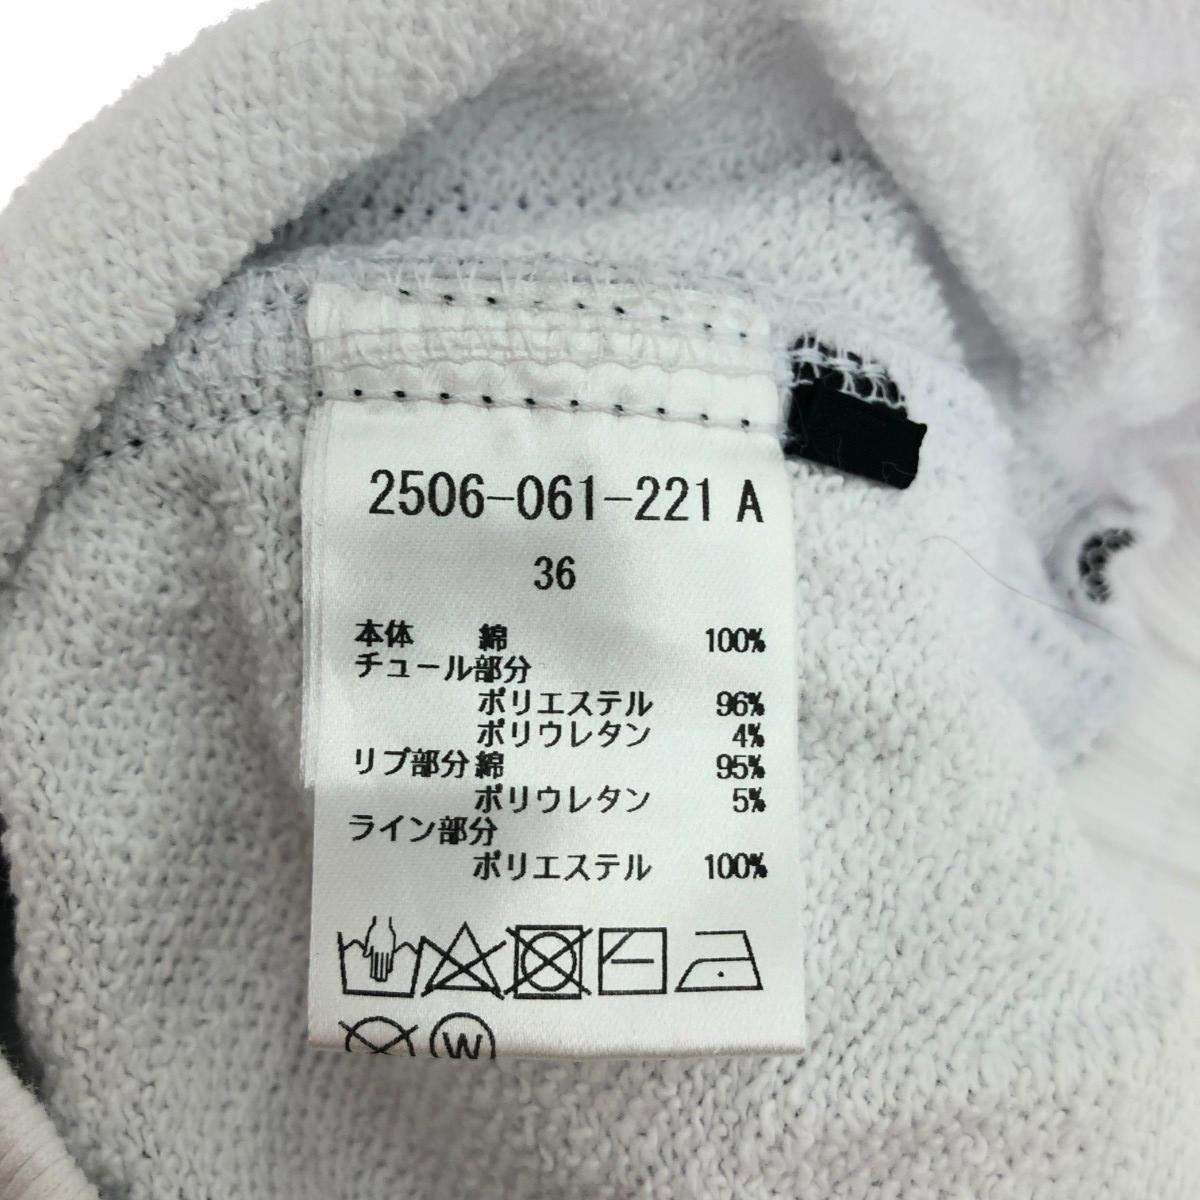 2506-061-221 A
36
本体 綿 100%
チュール部分
ポリエステル 96%
ポリウレタン 4%
リブ部分 綿 95%
ポリウレタン 5%
ライン部分
ポリエステル 100%
W